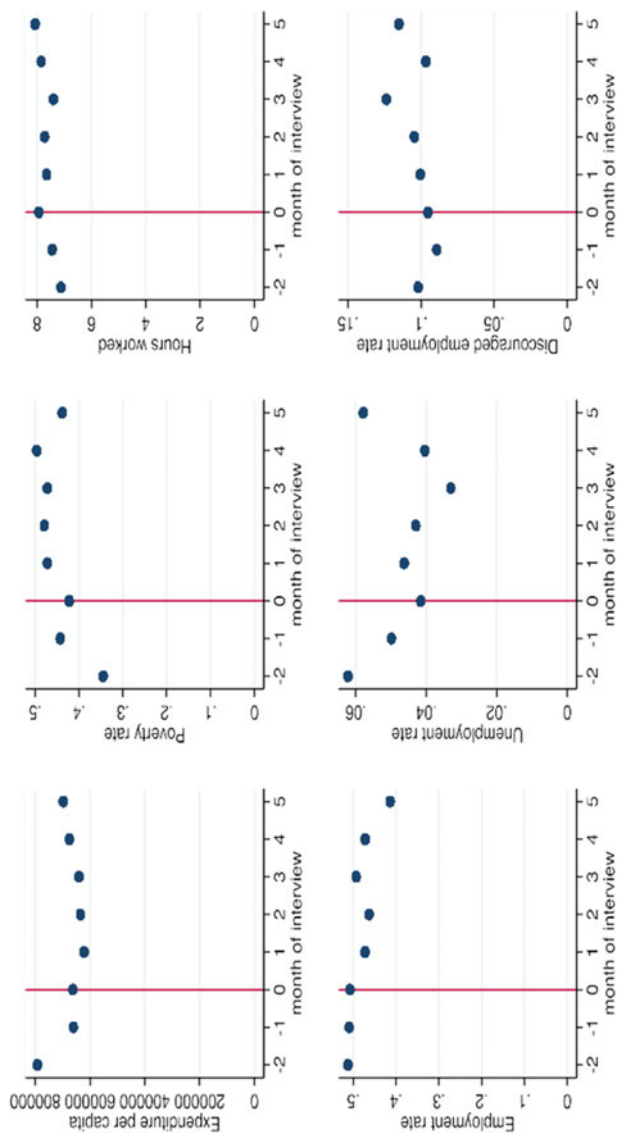 Expenditure per capita
0 200000 400000 600000 800000
-2 -1 0 1 2 3 4 5
month of interview
Poverty rate
0 .1 .2 .3 .4 .5
-2 -1 0 1 2 3 4 5
month of interview
Hours worked
0 2 4 6 8
-2 -1 0 1 2 3 4 5
month of interview
Employment rate
0 .1 .2 .3 .4 .5
-2 -1 0 1 2 3 4 5
month of interview
Unemployment rate
0 .02 .04 .06
-2 -1 0 1 2 3 4 5
month of interview
Discouraged employment rate
0 .05 .1 .15
-2 -1 0 1 2 3 4 5
month of interview